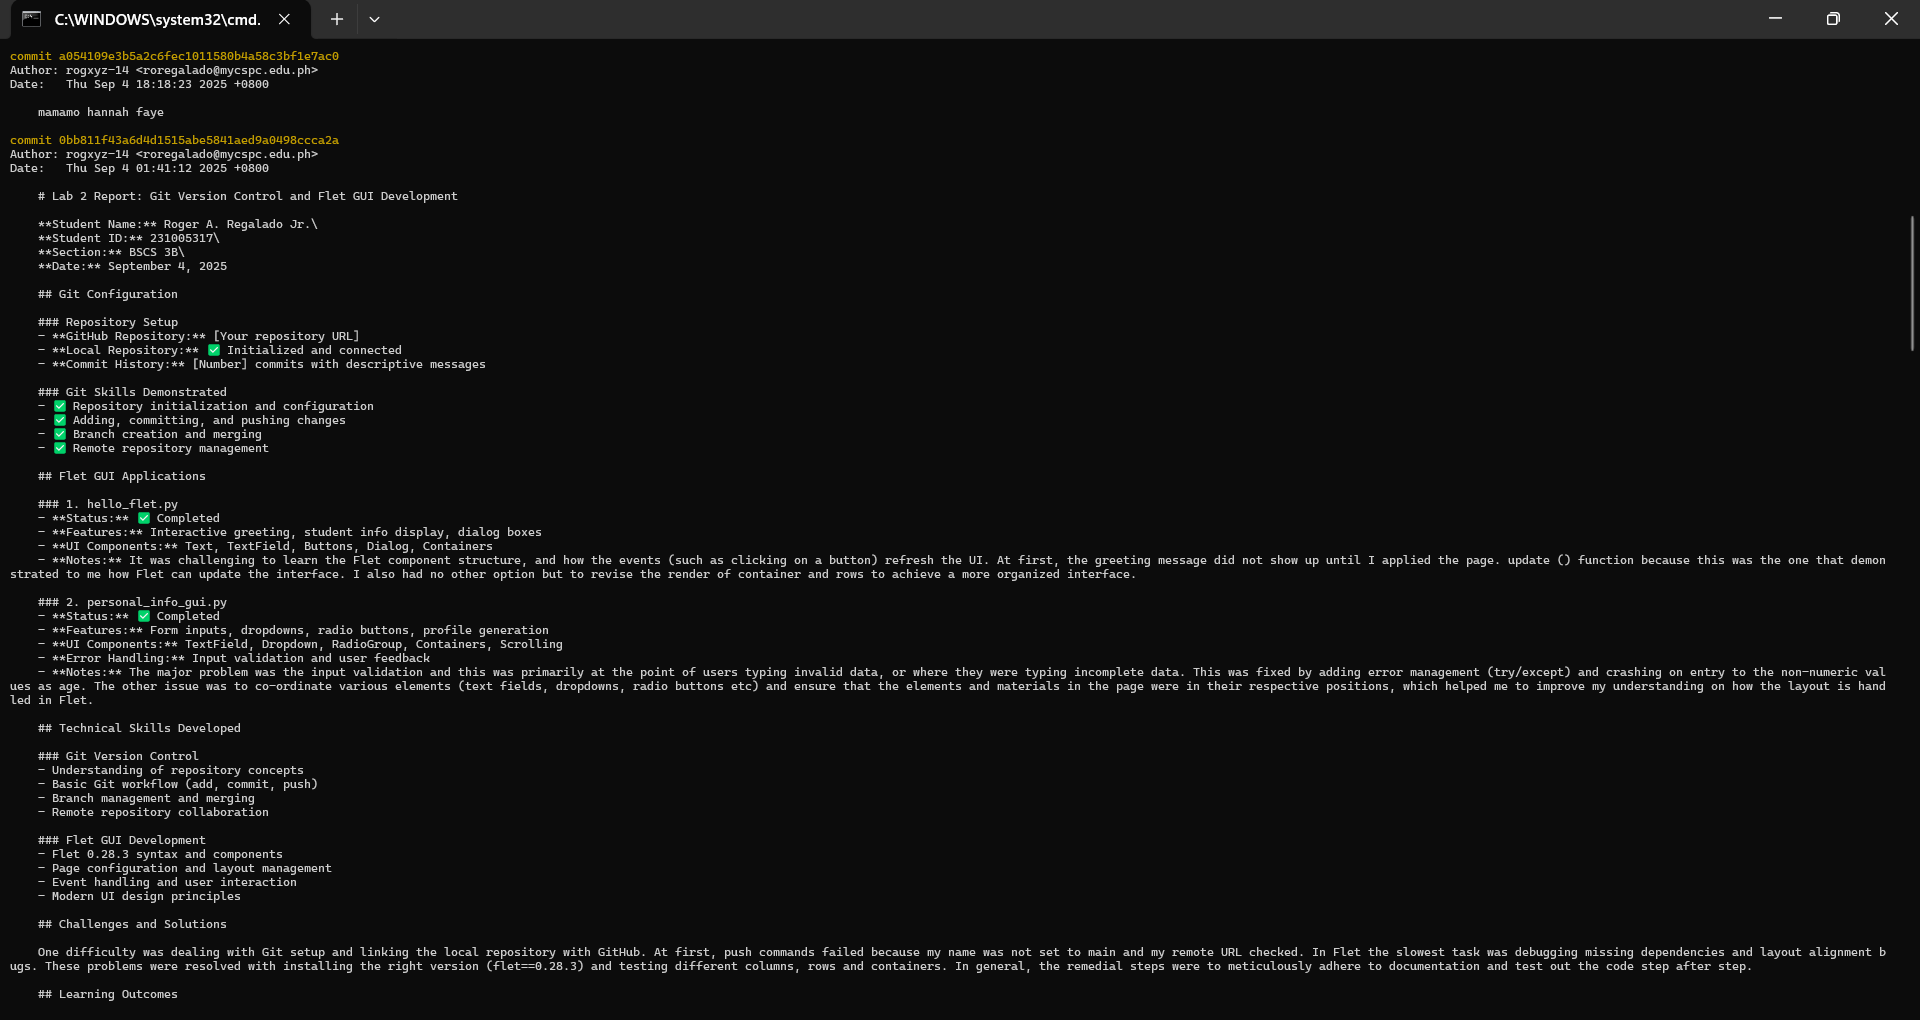 C:\WINDOWS\system32\cmd.
commit a054109e3b5a2c6fec1011580b4a58c3bf1e7ac0
Author: rogxyz-14 <roregalado@mycspc.edu.ph>
Date:   Thu Sep 4 18:18:23 2025 +0800
    mamamo hannah faye
commit 0bb811f43a6d4d1515abe5841aed9a0498ccca2a
Author: rogxyz-14 <roregalado@mycspc.edu.ph>
Date:   Thu Sep 4 01:41:12 2025 +0800
    # Lab 2 Report: Git Version Control and Flet GUI Development
    **Student Name:** Roger A. Regalado Jr.\
    **Student ID:** 231005317\
    **Section:** BSCS 3B\
    **Date:** September 4, 2025
    ## Git Configuration
    ### Repository Setup
    - **GitHub Repository:** [Your repository URL]
    - **Local Repository:** ✅ Initialized and connected
    - **Commit History:** [Number] commits with descriptive messages
    ### Git Skills Demonstrated
    - ✅ Repository initialization and configuration
    - ✅ Adding, committing, and pushing changes
    - ✅ Branch creation and merging
    - ✅ Remote repository management
    ## Flet GUI Applications
    ### 1. hello_flet.py
    - **Status:** ✅ Completed
    - **Features:** Interactive greeting, student info display, dialog boxes
    - **UI Components:** Text, TextField, Buttons, Dialog, Containers
    - **Notes:** It was challenging to learn the Flet component structure, and how the events (such as clicking on a button) refresh the UI. At first, the greeting message did not show up until I applied the page. update () function because this was the one that demon
strated to me how Flet can update the interface. I also had no other option but to revise the render of container and rows to achieve a more organized interface.
    ### 2. personal_info_gui.py
    - **Status:** ✅ Completed
    - **Features:** Form inputs, dropdowns, radio buttons, profile generation
    - **UI Components:** TextField, Dropdown, RadioGroup, Containers, Scrolling
    - **Error Handling:** Input validation and user feedback
    - **Notes:** The major problem was the input validation and this was primarily at the point of users typing invalid data, or where they were typing incomplete data. This was fixed by adding error management (try/except) and crashing on entry to the non-numeric val
ues as age. The other issue was to co-ordinate various elements (text fields, dropdowns, radio buttons etc) and ensure that the elements and materials in the page were in their respective positions, which helped me to improve my understanding on how the layout is hand
led in Flet.
    ## Technical Skills Developed
    ### Git Version Control
    - Understanding of repository concepts
    - Basic Git workflow (add, commit, push)
    - Branch management and merging
    - Remote repository collaboration
    ### Flet GUI Development
    - Flet 0.28.3 syntax and components
    - Page configuration and layout management
    - Event handling and user interaction
    - Modern UI design principles
    ## Challenges and Solutions
    One difficulty was dealing with Git setup and linking the local repository with GitHub. At first, push commands failed because my name was not set to main and my remote URL checked. In Flet the slowest task was debugging missing dependencies and layout alignment b
ugs. These problems were resolved with installing the right version (flet==0.28.3) and testing different columns, rows and containers. In general, the remedial steps were to meticulously adhere to documentation and test out the code step after step.
    ## Learning Outcomes